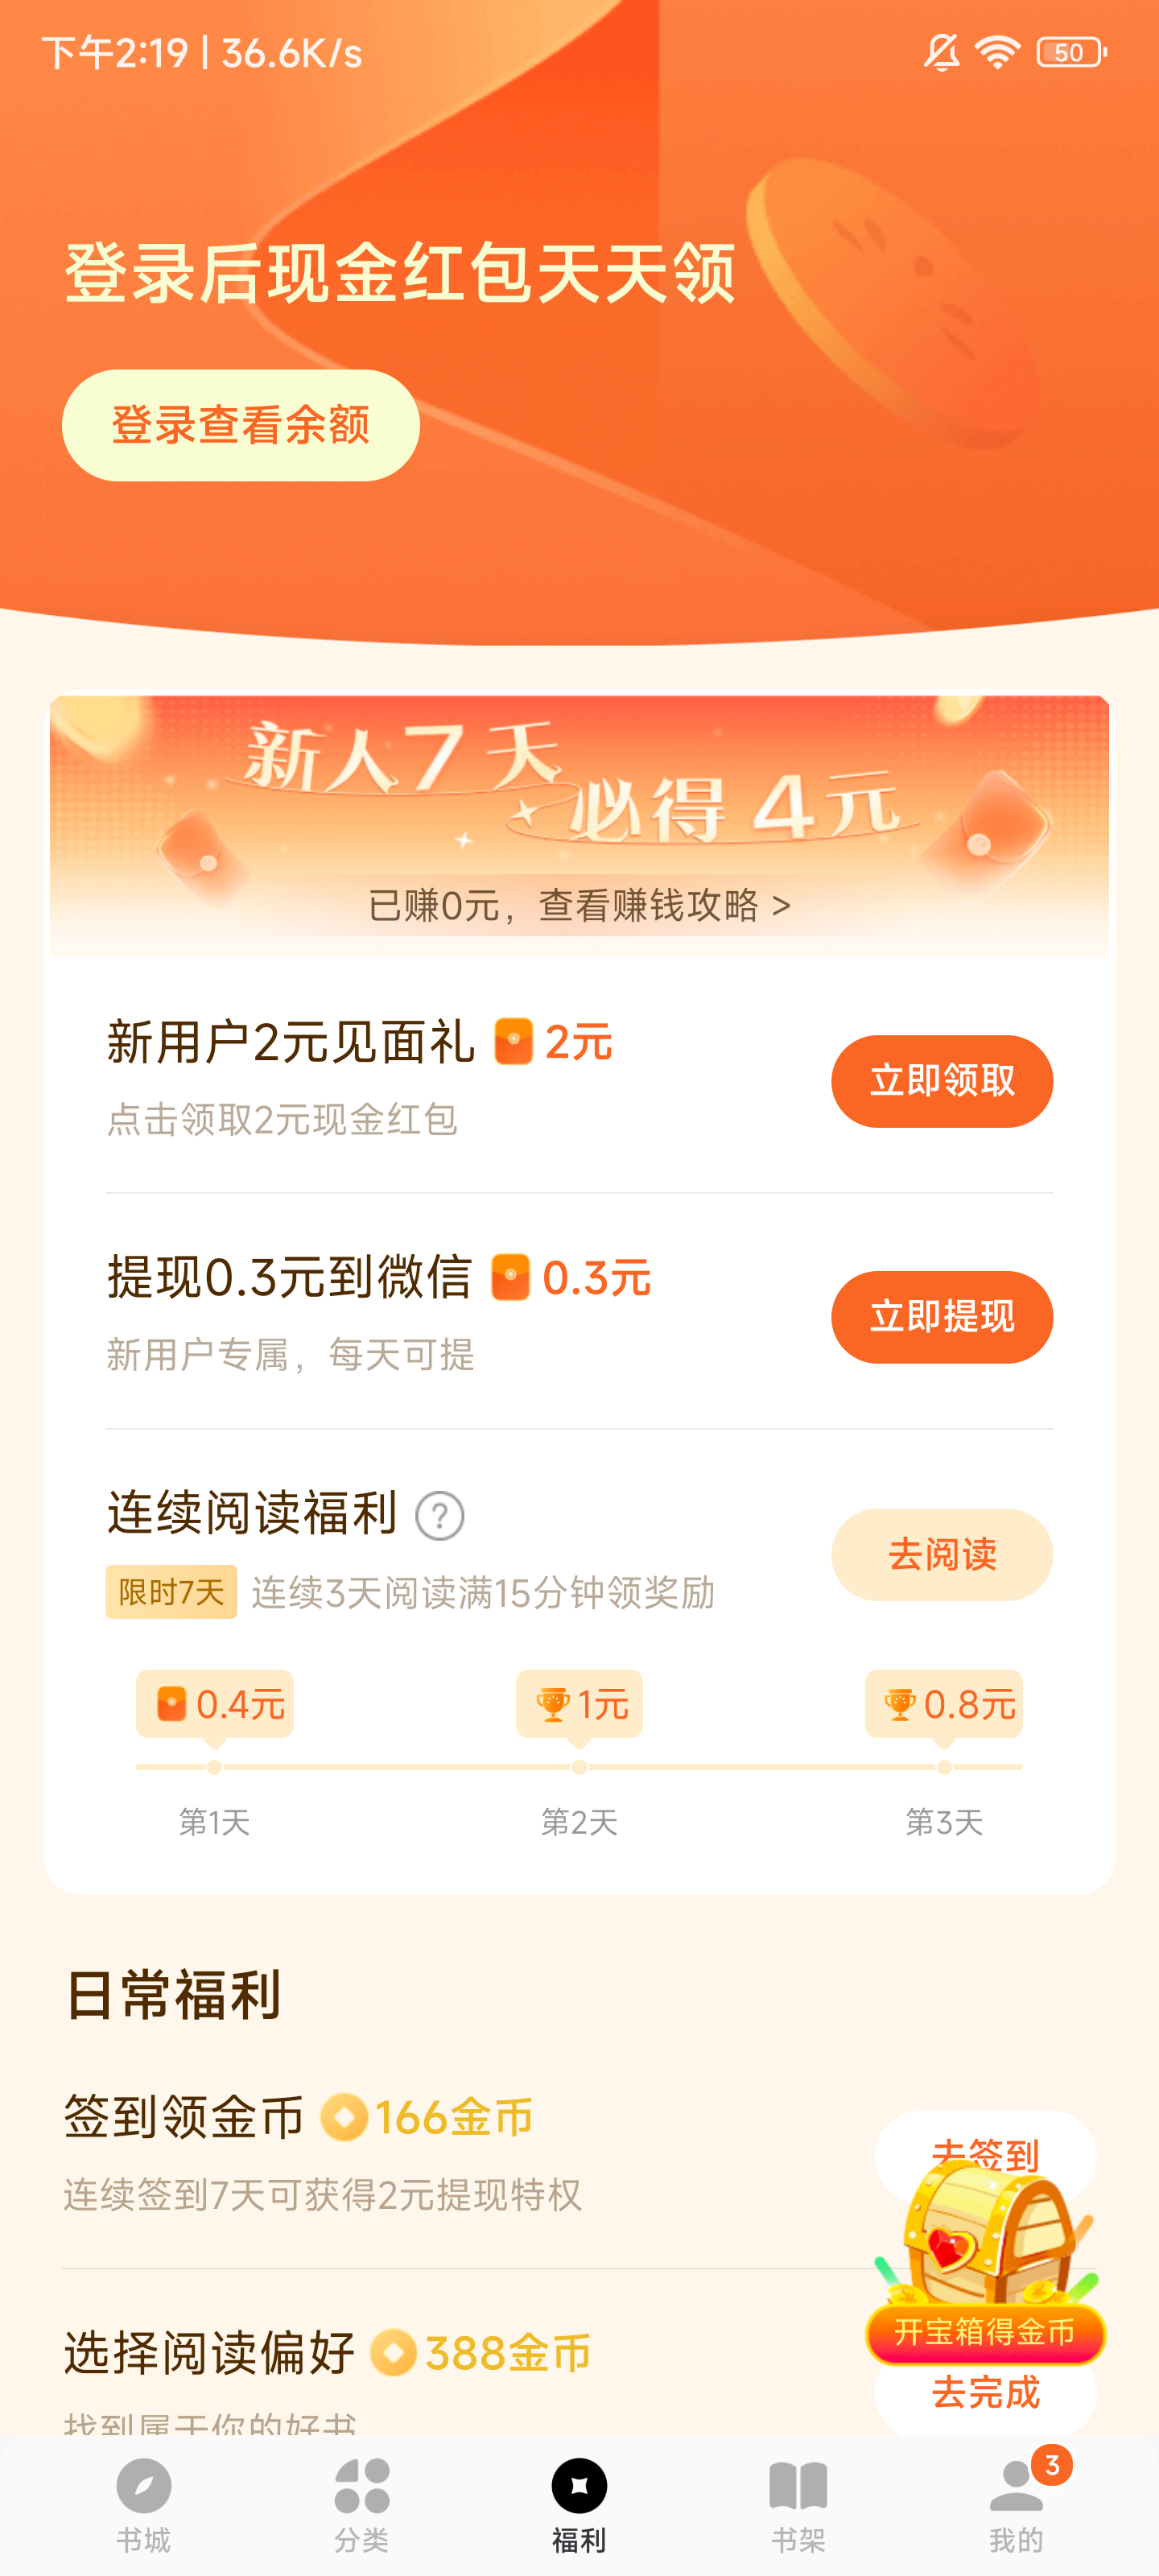 下午2:19 | 36.6K/s
50
登录后现金红包天天领
登录查看余额
新人7天
必得4元
已赚0元，查看赚钱攻略 >
新用户2元见面礼 2元
点击领取2元现金红包
立即领取
提现0.3元到微信 0.3元
新用户专属，每天可提
立即提现
连续阅读福利 ?
限时7天 连续3天阅读满15分钟领奖励
去阅读
0.4元 1元 0.8元
第1天 第2天 第3天
日常福利
签到领金币 166金币
连续签到7天可获得2元提现特权
去签到
开宝箱得金币
选择阅读偏好 388金币
找到属于你的好书
去完成
书城 分类 福利 书架 我的
3